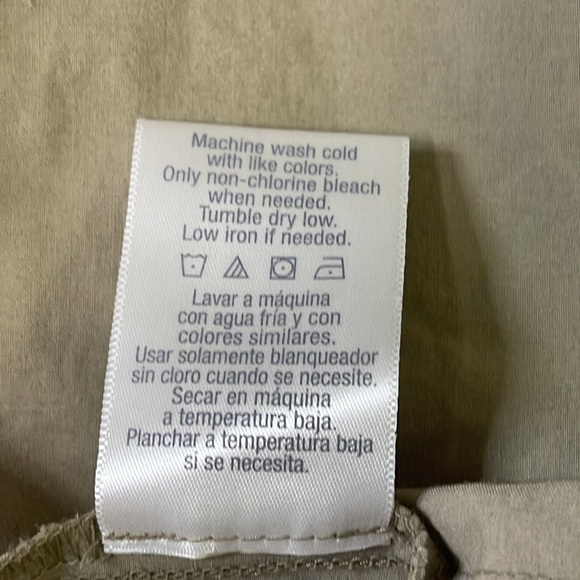 Machine wash cold
with like colors.
Only non-chlorine bleach
when needed.
Tumble dry low.
Low iron if needed.
Lavar a máquina
con agua fría y con
colores similares.
Usar solamente blanqueador
sin cloro cuando se necesite.
Secar en máquina
a temperatura baja.
Planchar a temperatura baja
si se necesita.